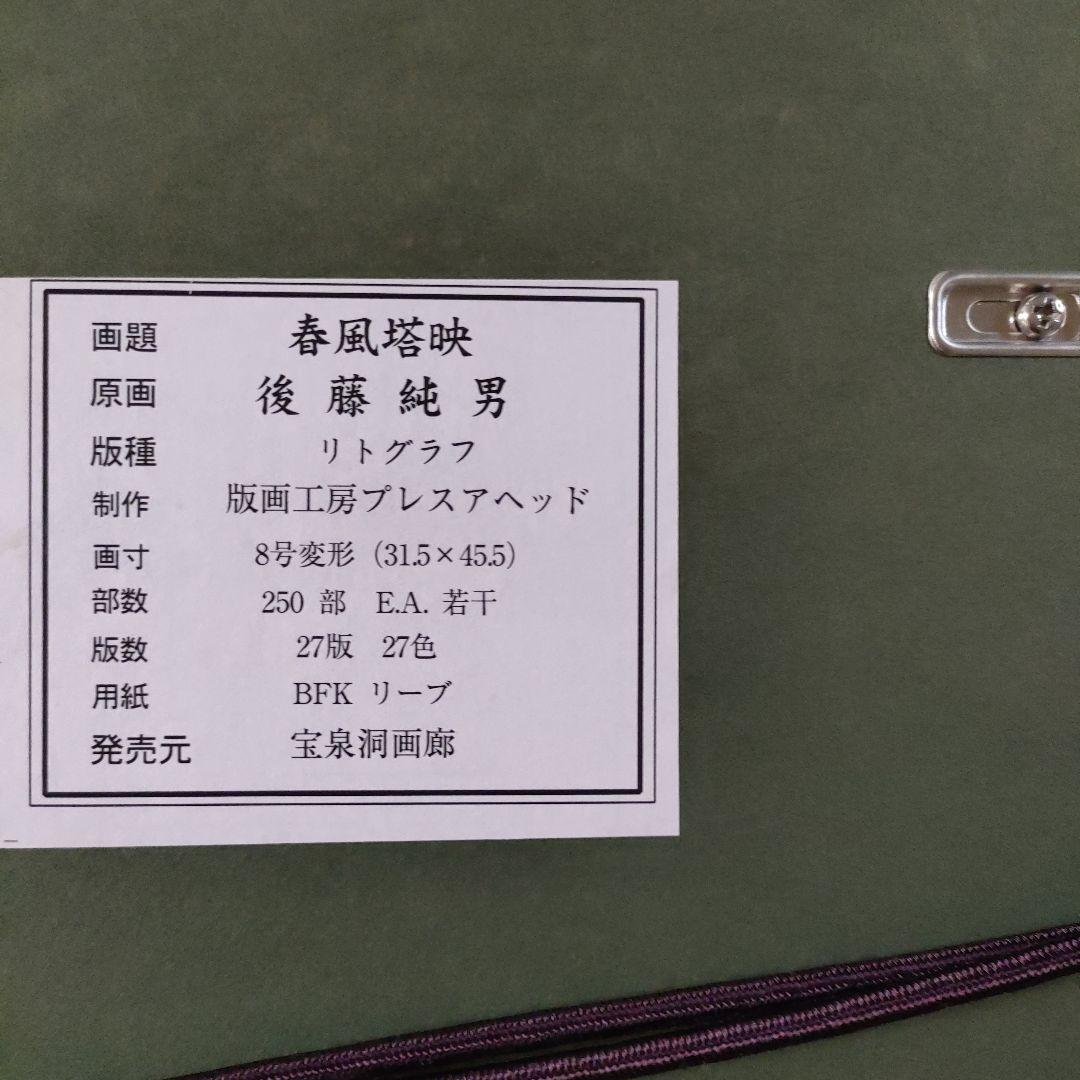 画題 春風塔映
原画 後藤純男
版種 リトグラフ
制作 版画工房プレスアヘッド
画寸 8号変形 (31.5×45.5)
部数 250 部 E.A. 若干
版数 27版 27色
用紙 BFK リーブ
発売元 宝泉洞画廊